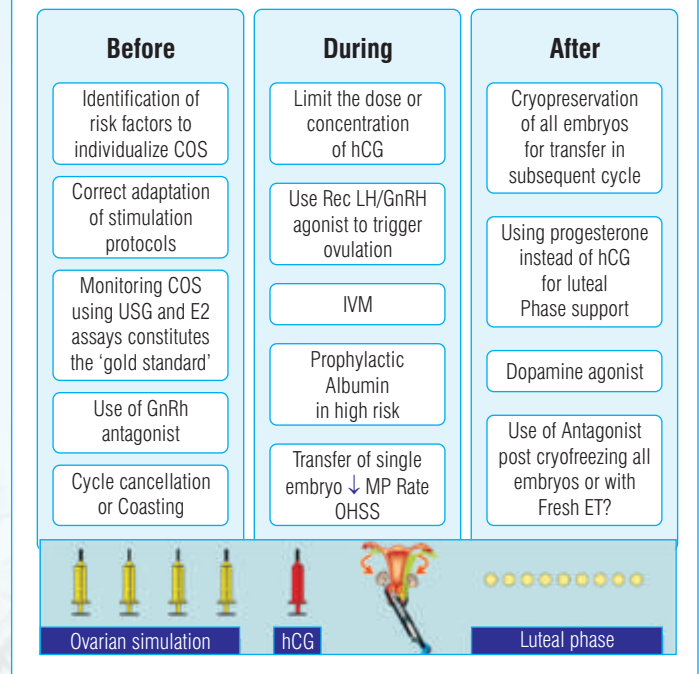 Before
Identification of
risk factors to
individualize COS
Correct adaptation
of stimulation
protocols
Monitoring COS
using USG and E2
assays constitutes
the ‘gold standard’
Use of GnRh
antagonist
Cycle cancellation
or Coasting
During
Limit the dose or
concentration
of hCG
Use Rec LH/GnRH
agonist to trigger
ovulation
IVM
Prophylactic
Albumin
in high risk
Transfer of single
embryo ↓ MP Rate
OHSS
After
Cryopreservation
of all embryos
for transfer in
subsequent cycle
Using progesterone
instead of hCG
for luteal
Phase support
Dopamine agonist
Use of Antagonist
post cryofreezing all
embryos or with
Fresh ET?
Ovarian simulation
hCG
Luteal phase